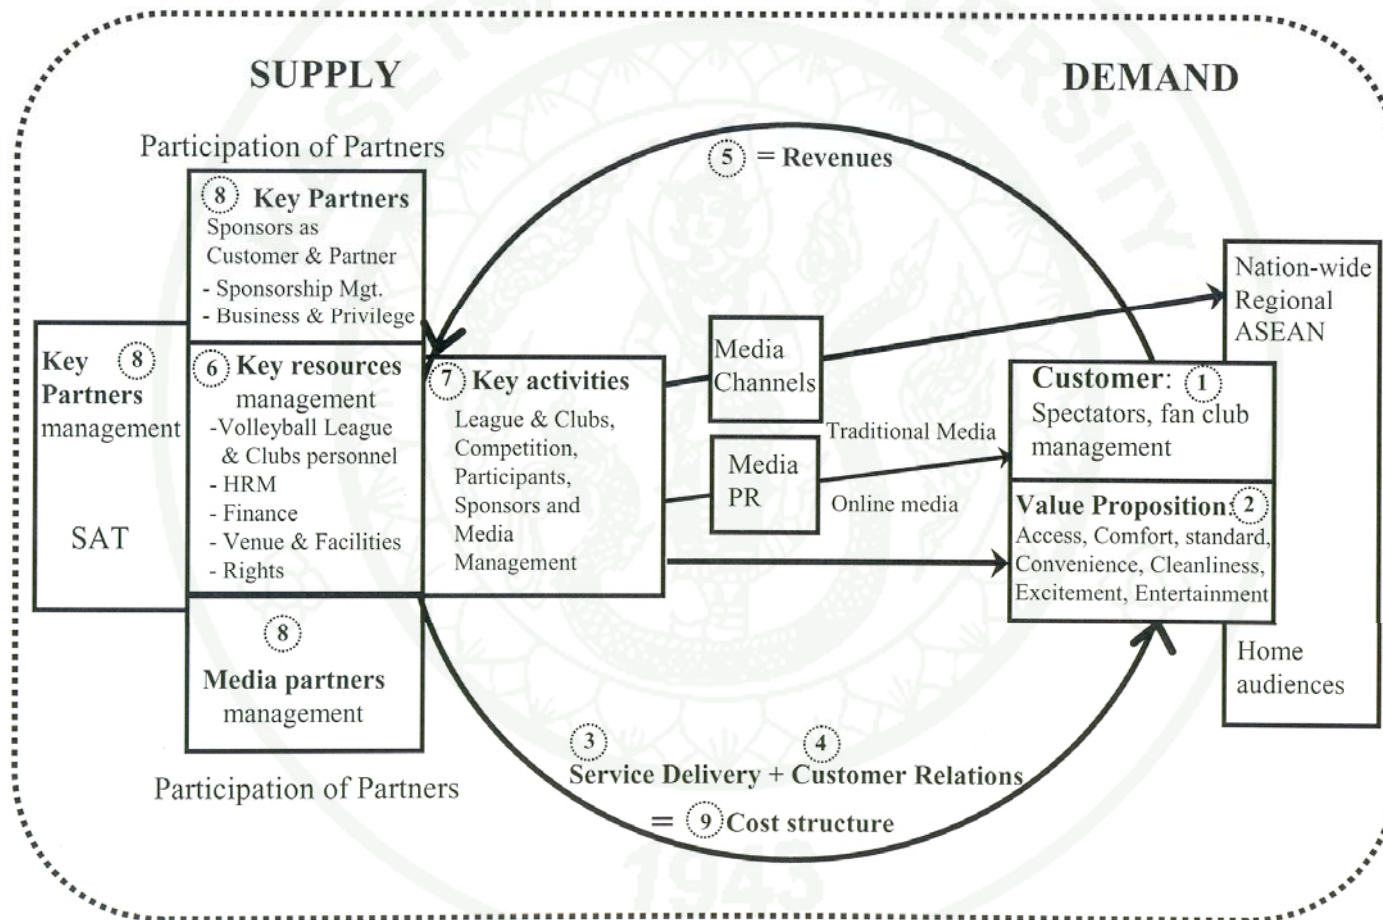 SUPPLY
DEMAND
Participation of Partners
5 = Revenues
8 Key Partners
Sponsors as
Customer & Partner
- Sponsorship Mgt.
- Business & Privilege
Key 8
Partners
management
SAT
6 Key resources
management
-Volleyball League
& Clubs personnel
- HRM
- Finance
- Venue & Facilities
- Rights
7 Key activities
League & Clubs,
Competition,
Participants,
Sponsors and
Media
Management
Media
Channels
Media
PR
Traditional Media
Online media
Nation-wide
Regional
ASEAN
Customer: 1
Spectators, fan club
management
Value Proposition: 2
Access, Comfort, standard,
Convenience, Cleanliness,
Excitement, Entertainment
Home
audiences
8
Media partners
management
Participation of Partners
3 4
Service Delivery + Customer Relations
= 9 Cost structure
1943